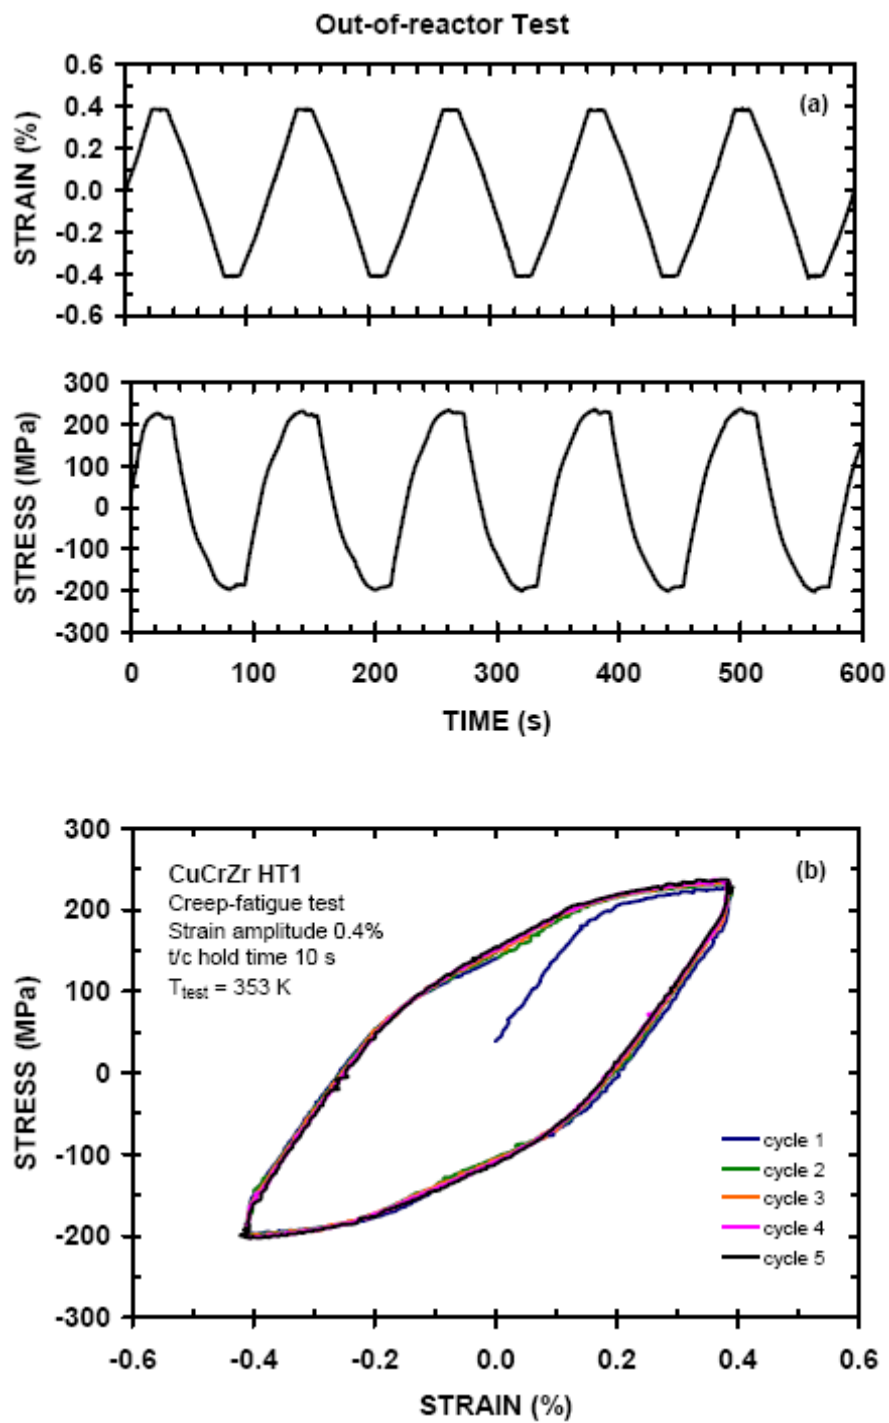 Out-of-reactor Test
(a)
STRAIN (%)
0.6
0.4
0.2
0.0
-0.2
-0.4
-0.6
STRESS (MPa)
300
200
100
0
-100
-200
-300
0 100 200 300 400 500 600
TIME (s)
(b)
STRESS (MPa)
300
200
100
0
-100
-200
-300
CuCrZr HT1
Creep-fatigue test
Strain amplitude 0.4%
t/c hold time 10 s
Ttest = 353 K
cycle 1
cycle 2
cycle 3
cycle 4
cycle 5
-0.6 -0.4 -0.2 0.0 0.2 0.4 0.6
STRAIN (%)